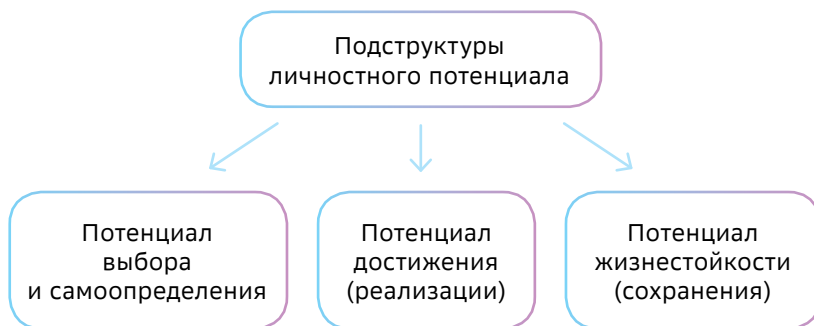 Подструктуры
личностного потенциала
Потенциал
выбора
и самоопределения
Потенциал
достижения
(реализации)
Потенциал
жизнестойкости
(сохранения)